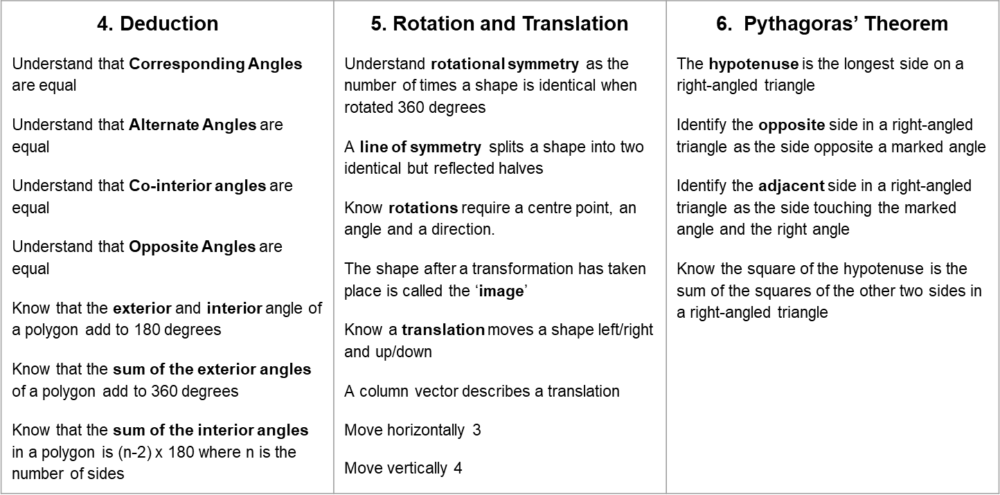 4. Deduction
Understand that Corresponding Angles
are equal
Understand that Alternate Angles are
equal
Understand that Co-interior angles are
equal
Understand that Opposite Angles are
equal
Know that the exterior and interior angle of
a polygon add to 180 degrees
Know that the sum of the exterior angles
of a polygon add to 360 degrees
Know that the sum of the interior angles
in a polygon is (n-2) x 180 where n is the
number of sides
5. Rotation and Translation
Understand rotational symmetry as the
number of times a shape is identical when
rotated 360 degrees
A line of symmetry splits a shape into two
identical but reflected halves
Know rotations require a centre point, an
angle and a direction.
The shape after a transformation has taken
place is called the ‘image’
Know a translation moves a shape left/right
and up/down
A column vector describes a translation
Move horizontally 3
Move vertically 4
6. Pythagoras’ Theorem
The hypotenuse is the longest side on a
right-angled triangle
Identify the opposite side in a right-angled
triangle as the side opposite a marked angle
Identify the adjacent side in a right-angled
triangle as the side touching the marked
angle and the right angle
Know the square of the hypotenuse is the
sum of the squares of the other two sides in
a right-angled triangle